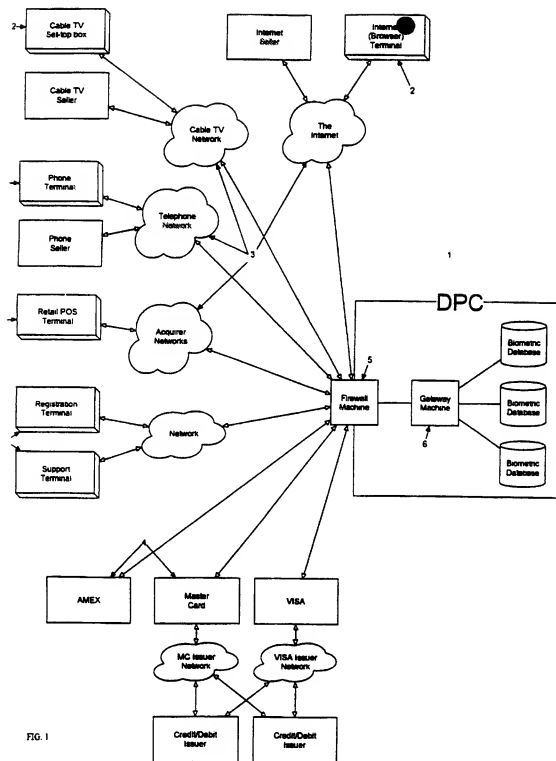 2
Cable TV
Set-top box
Internet
Seller
(Browser)
Terminal
2
Cable TV
Seller
Cable TV
Network
The
Internet
Phone
Terminal
Telephone
Network
Phone
Seller
3
1
DPC
Retail POS
Terminal
Acquirer
Networks
Biometric
Database
5
Firewall
Machine
Gateway
Machine
Biometric
Database
6
Registration
Terminal
Network
Support
Terminal
Biometric
Database
4
AMEX
Master
Card
VISA
MC Issuer
Network
VISA Issuer
Network
Credit/Debit
Issuer
Credit/Debit
Issuer
FIG. 1